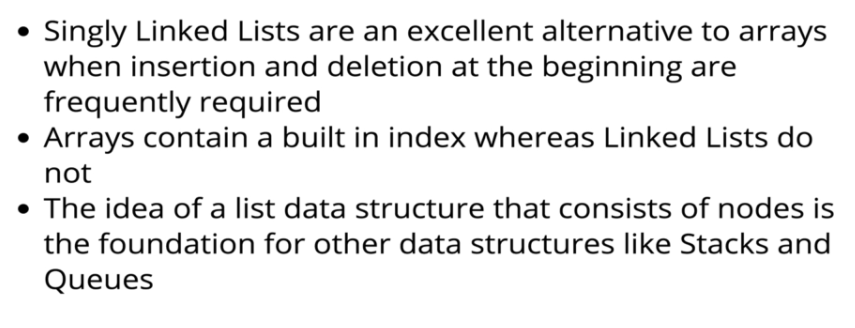 • Singly Linked Lists are an excellent alternative to arrays
when insertion and deletion at the beginning are
frequently required
• Arrays contain a built in index whereas Linked Lists do
not
• The idea of a list data structure that consists of nodes is
the foundation for other data structures like Stacks and
Queues